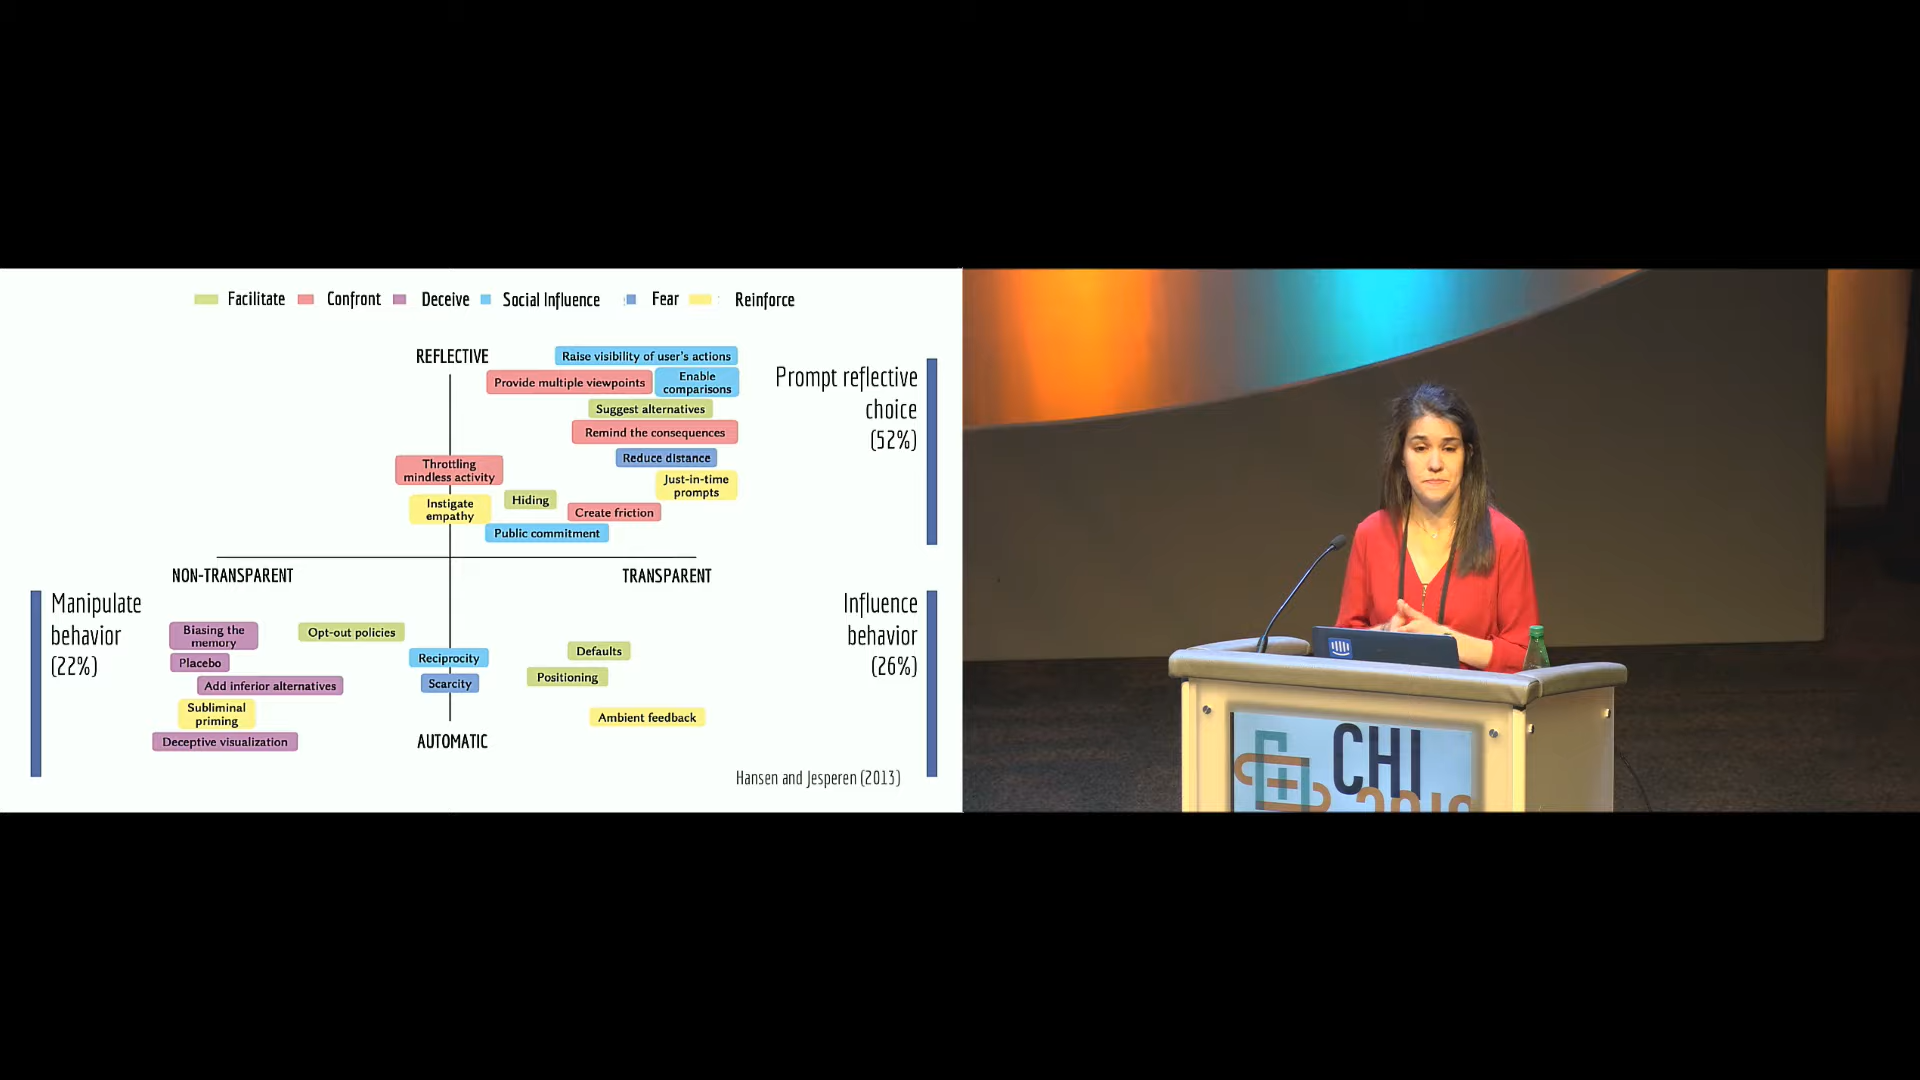 Facilitate Confront Deceive Social Influence Fear Reinforce
REFLECTIVE
Raise visibility of user's actions
Provide multiple viewpoints
Enable
comparisons
Suggest alternatives
Remind the consequences
Reduce distance
Throttling
mindless activity
Just-in-time
prompts
Instigate
empathy
Hiding
Create friction
Public commitment
Prompt reflective
choice
(52%)
NON-TRANSPARENT
TRANSPARENT
Manipulate
behavior
(22%)
Biasing the
memory
Opt-out policies
Placebo
Add inferior alternatives
Subliminal
priming
Deceptive visualization
Reciprocity
Scarcity
Defaults
Positioning
Ambient feedback
Influence
behavior
(26%)
AUTOMATIC
Hansen and Jesperen (2013)
CHI